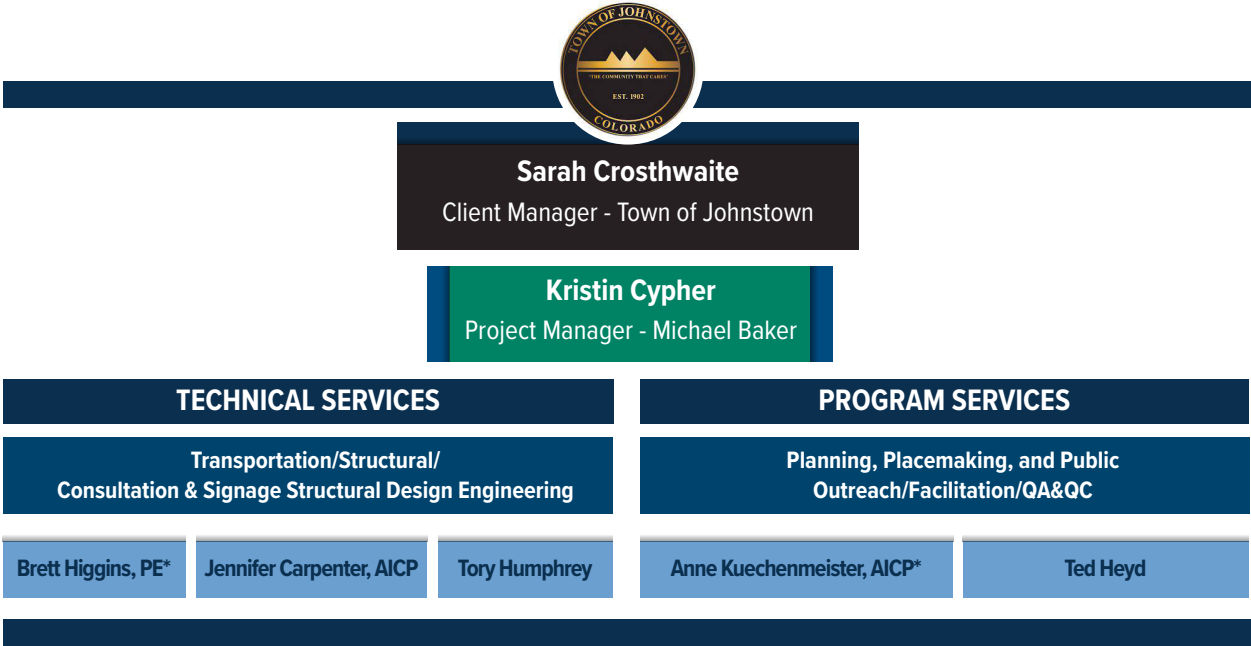 TOWN OF JOHNSTOWN
"THE COMMUNITY THAT CARES"
EST. 1902
COLORADO
Sarah Crosthwaite
Client Manager - Town of Johnstown
Kristin Cypher
Project Manager - Michael Baker
TECHNICAL SERVICES
PROGRAM SERVICES
Transportation/Structural/
Consultation & Signage Structural Design Engineering
Planning, Placemaking, and Public
Outreach/Facilitation/QA&QC
Brett Higgins, PE*
Jennifer Carpenter, AICP
Tory Humphrey
Anne Kuechenmeister, AICP*
Ted Heyd